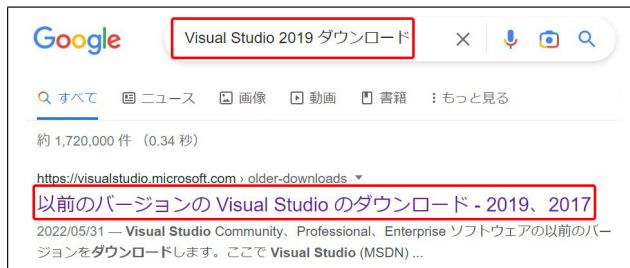 Google
Visual Studio 2019 ダウンロード
すべて ニュース 画像 動画 書籍 もっと見る
約 1,720,000 件 （0.34 秒）
https://visualstudio.microsoft.com › older-downloads
以前のバージョンの Visual Studio のダウンロード - 2019、2017
2022/05/31 — Visual Studio Community、Professional、Enterprise ソフトウェアの以前のバー
ジョンをダウンロードします。ここで Visual Studio (MSDN) ...